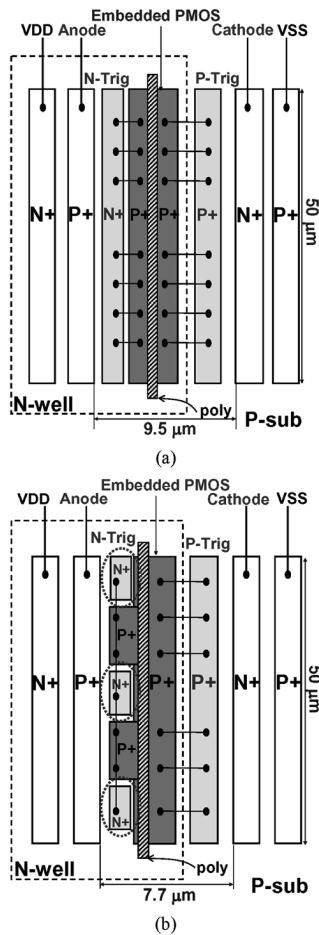 Embedded PMOS
VDD Anode Cathode VSS
N-Trig P-Trig
N+ P+ N+ P+ P+ P+ N+ P+
50 μm
N-well poly P-sub
9.5 μm
(a)
Embedded PMOS
VDD Anode Cathode VSS
N-Trig P-Trig
N+
P+
N+ P+ N+ P+ P+ N+ P+
P+
N+
50 μm
N-well poly P-sub
7.7 μm
(b)